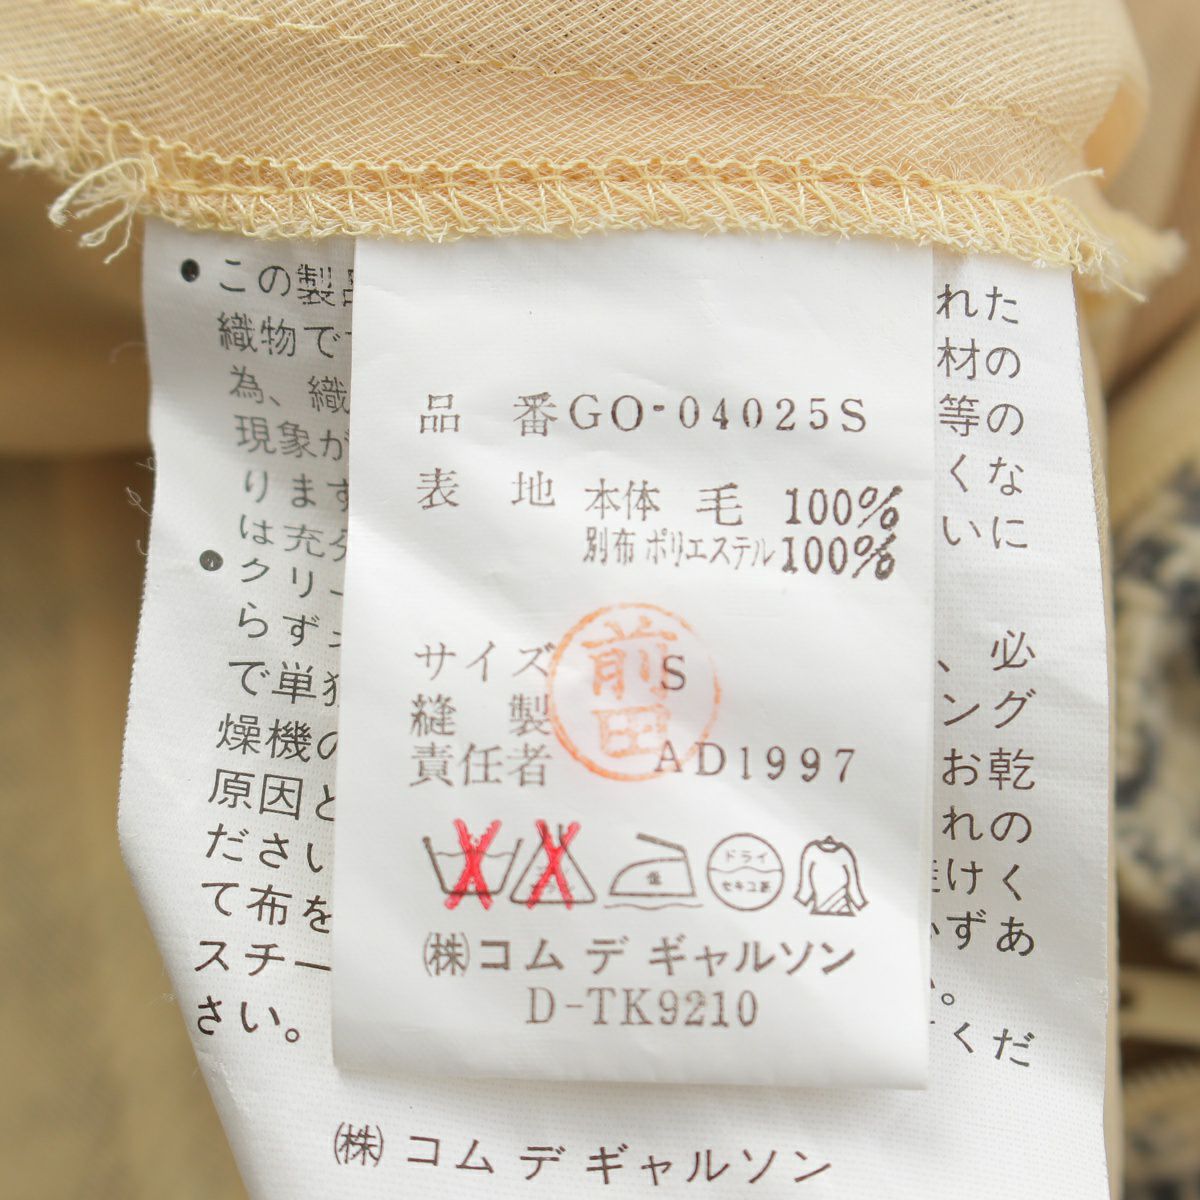 品 番 GO-04025S
表 地 本体 毛 100%
別布 ポリエステル 100%
前田
サイズ S
縫 製
責任者 AD1997
ドライ
セキユ系
㈱コム デ ギャルソン
D-TK9210
• この製品
れた
織物で
材の
為、織
等の
現象が
くな
ります
いに
は充分
• クリー
、必
らず
ング
で単独
お乾
燥機の
れの
原因と
けく
ださい
ずあ
て布を
スチー
さい。
くだ
㈱ コム デ ギャルソン